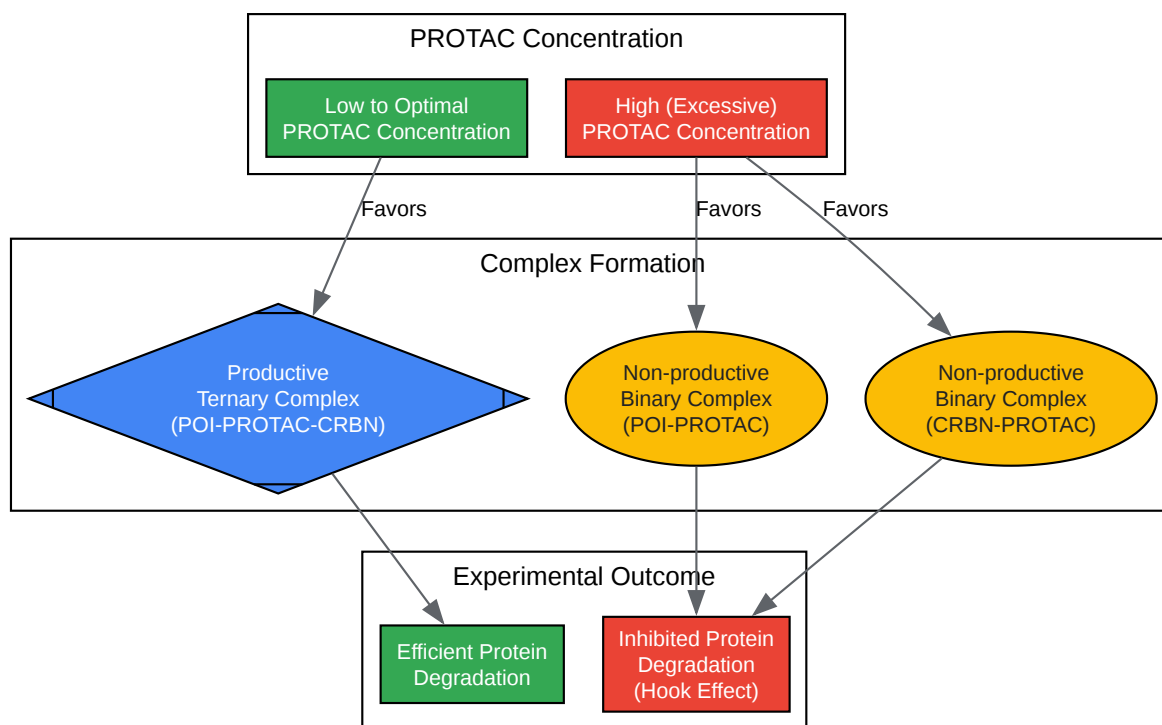 PROTAC Concentration
Low to Optimal
PROTAC Concentration
High (Excessive)
PROTAC Concentration
Favors
Favors
Favors
Complex Formation
Productive
Ternary Complex
(POI-PROTAC-CRBN)
Non-productive
Binary Complex
(POI-PROTAC)
Non-productive
Binary Complex
(CRBN-PROTAC)
Experimental Outcome
Efficient Protein
Degradation
Inhibited Protein
Degradation
(Hook Effect)